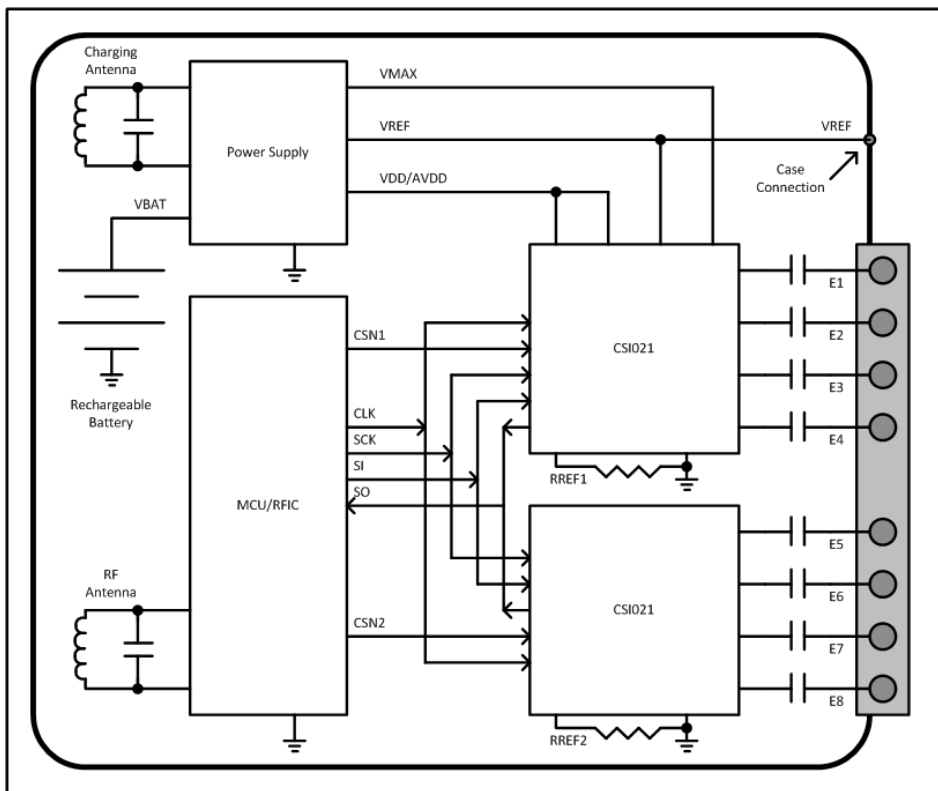 Charging
Antenna
VMAX
VREF
VREF
Power Supply
Case
Connection
VDD/AVDD
VBAT
E1
CSN1
E2
CSI021
E3
Rechargeable
Battery
CLK
E4
SCK
SI
RREF1
SO
MCU/RFIC
E5
RF
Antenna
E6
CSI021
CSN2
E7
E8
RREF2